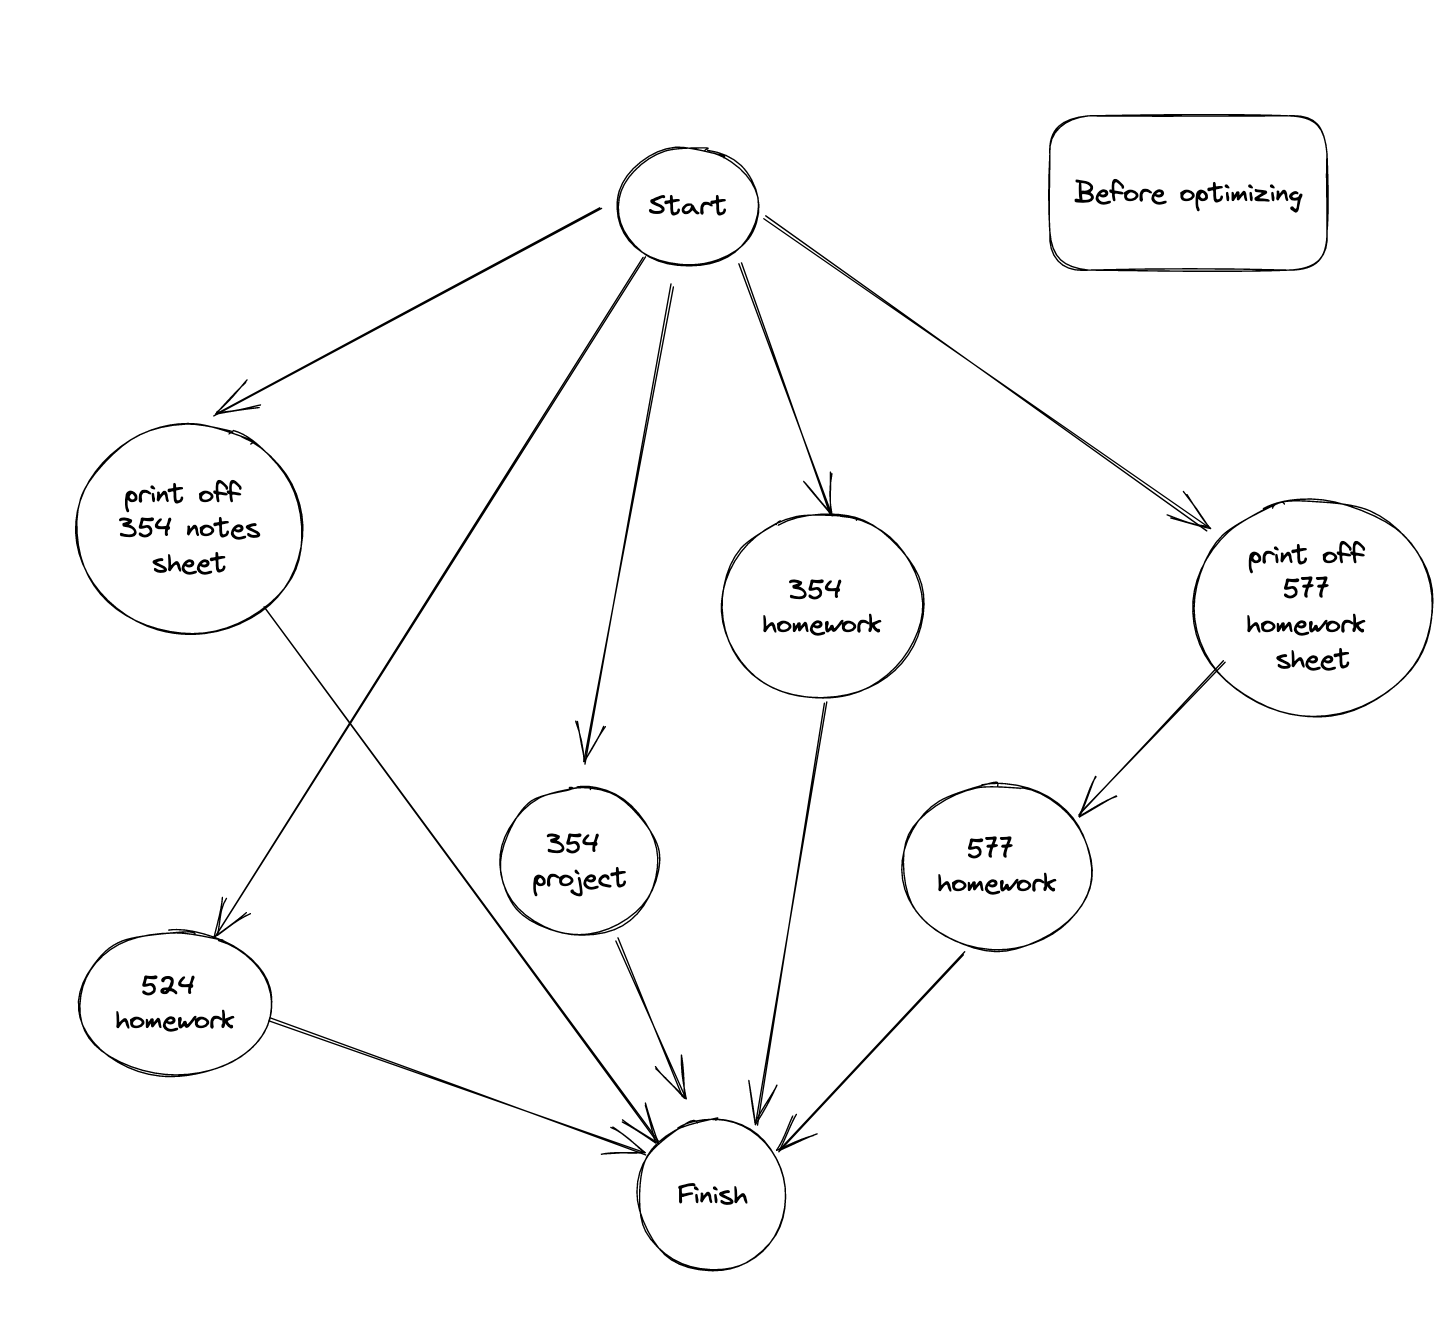 Before optimizing
Start
print off
354 notes
sheet
354
homework
print off
577
homework
sheet
354
project
577
homework
524
homework
Finish